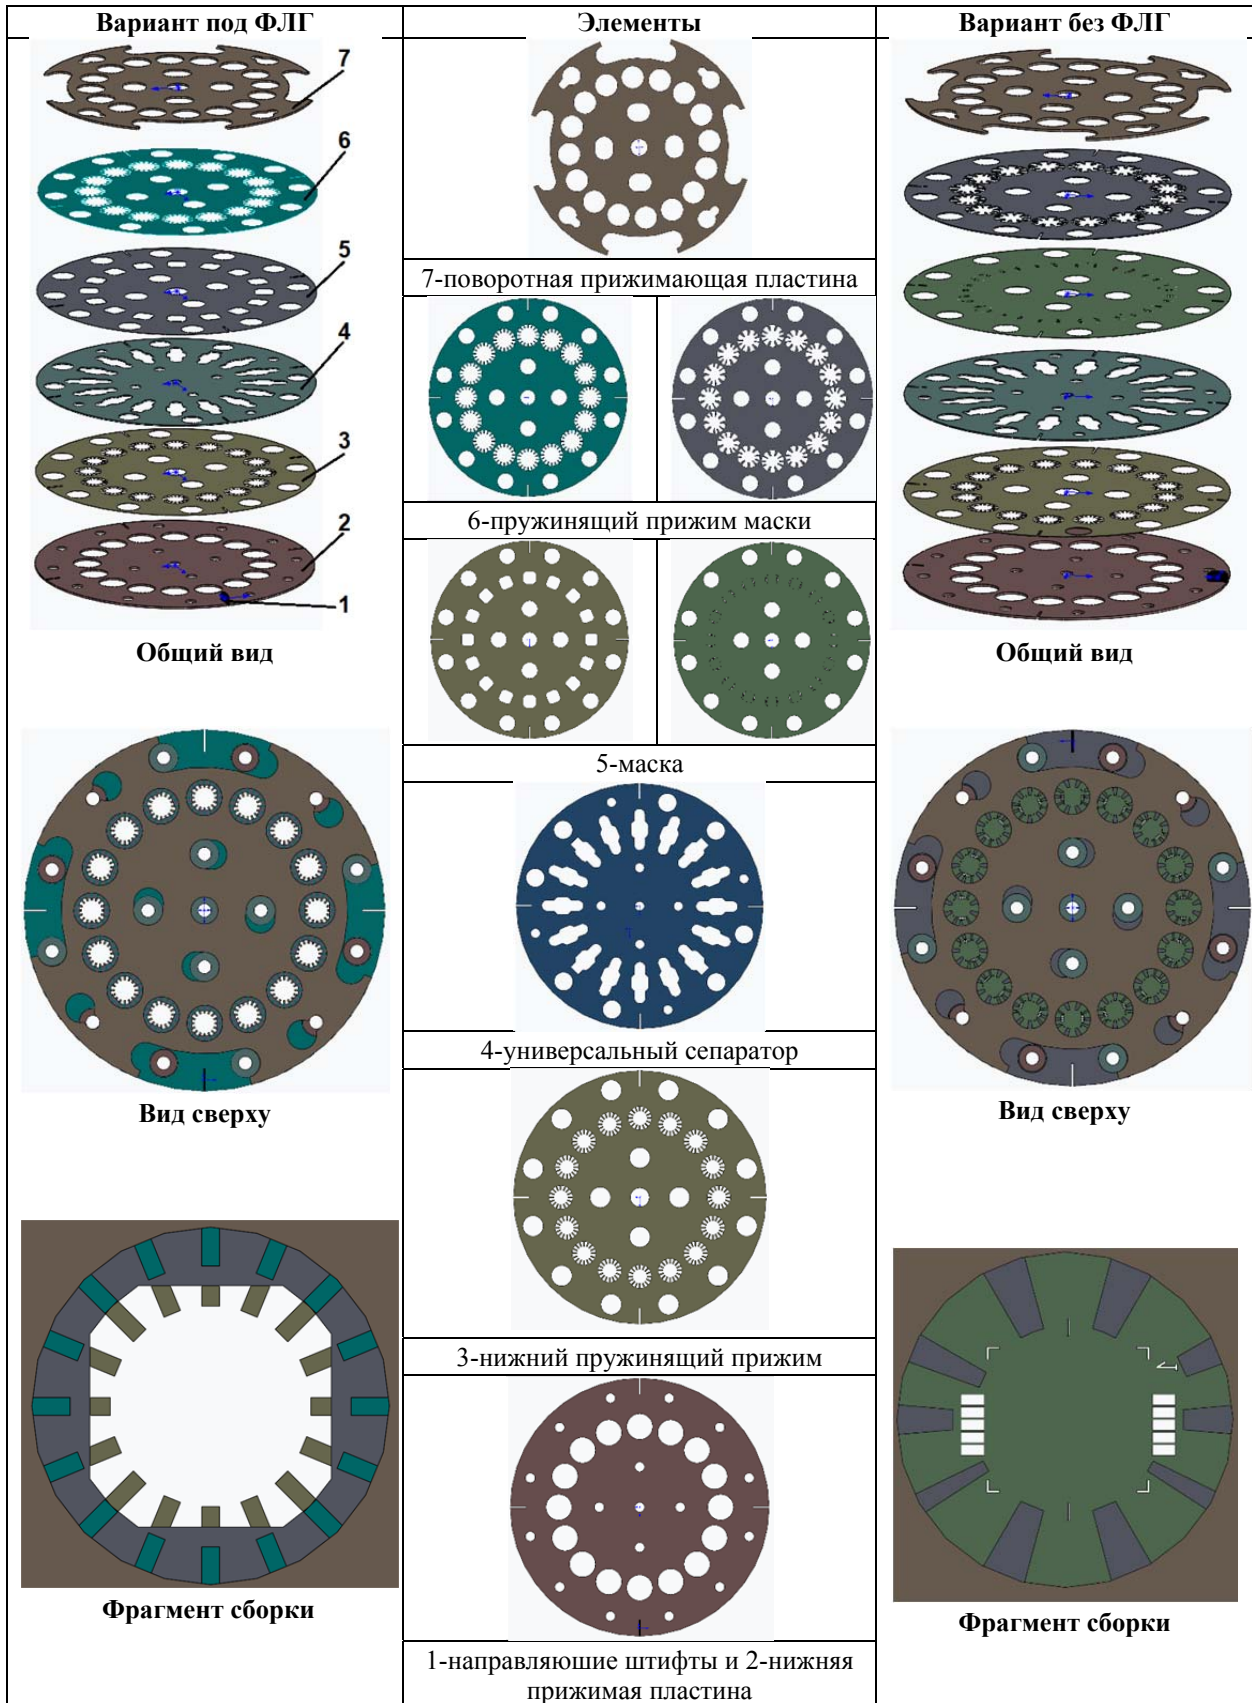 Вариант под ФЛГ
7
6
5
4
3
2
1
Общий вид
Вид сверху
Фрагмент сборки
Элементы
7-поворотная прижимающая пластина
6-пружинящий прижим маски
5-маска
4-универсальный сепаратор
3-нижний пружинящий прижим
1-направляюшие штифты и 2-нижняя
прижимая пластина
Вариант без ФЛГ
Общий вид
Вид сверху
1
Фрагмент сборки